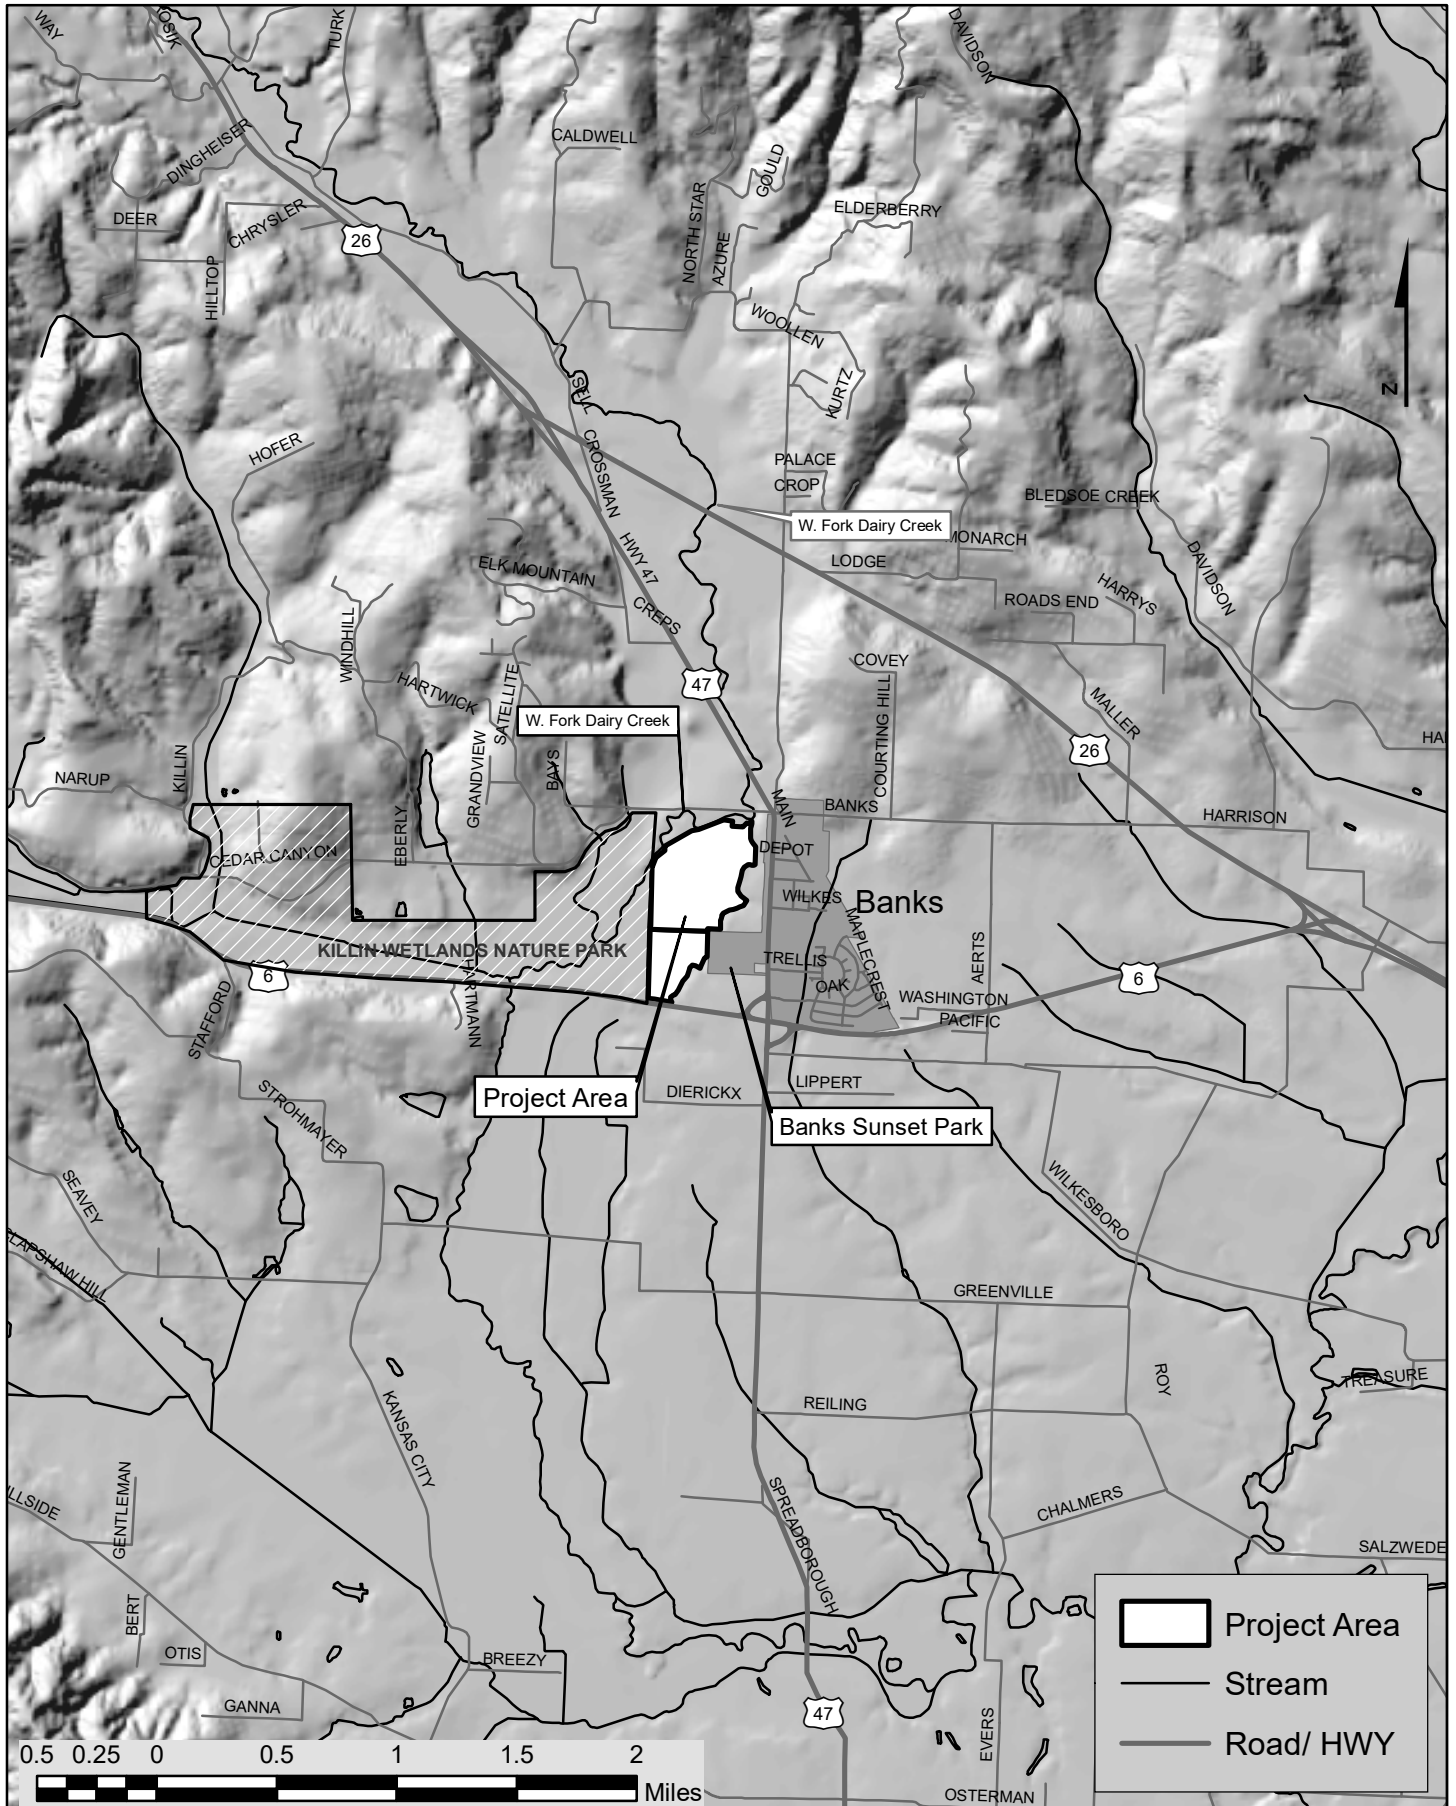 WAY
TURK
DAVIDSON
DINGHEISER
CALDWELL
GOULD
DEER
CHRYSLER
26
NORTH STAR
AZURE
ELDERBERRY
HILLTOP
WOOLLEN
N
KURTZ
SELL
HOFER
CROSSMAN
PALACE
CROP
BLEDSOE CREEK
W. Fork Dairy Creek
MONARCH
HWY 47
LODGE
DAVIDSON
ELK MOUNTAIN
HARRYS
ROADS END
CREPS
WINDHILL
COVEY
HARTWICK
SATELLITE
47
MALLER
W. Fork Dairy Creek
COURTING HILL
26
NARUP
KILLIN
GRANDVIEW
BAYS
MAIN
BANKS
HARRISON
EBERLY
CEDAR CANYON
DEPOT
WILKES
Banks
MAPLECREST
KILLIN WETLANDS NATURE PARK
TRELLIS
AERTS
6
HARTMANN
OAK
6
WASHINGTON
PACIFIC
STAFFORD
STROHMAYER
Project Area
DIERICKX
LIPPERT
Banks Sunset Park
SEAVEY
WILKESBORO
CLAPSHAW HILL
GREENVILLE
ROY
TREASURE
KANSAS CITY
REILING
GENTLEMAN
SPREADBOROUGH
CHALMERS
SALZWEDE
BERT
OTIS
BREEZY
GANNA
47
EVERS
OSTERMAN
Project Area
Stream
Road/ HWY
0.5 0.25 0 0.5 1 1.5 2
Miles